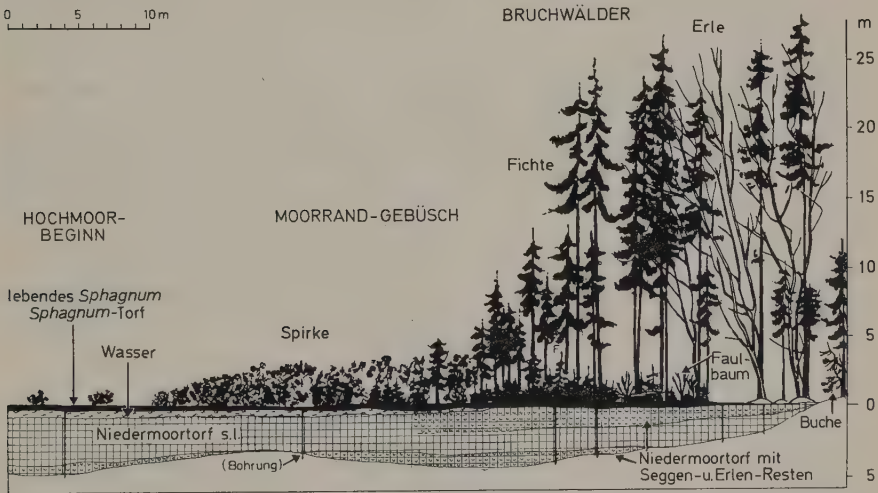 0 5 10 m
BRUCHWÄLDER
Erle
m
25
20
Fichte
15
HOCHMOOR-
BEGINN
MOORRAND-GEBÜSCH
10
lebendes Sphagnum
Sphagnum-Torf
Spirke
5
Wasser
Faul-
baum
0
Buche
Niedermoortorf s.l.
(Bohrung)
Niedermoortorf mit
Seggen-u. Erlen-Resten
5